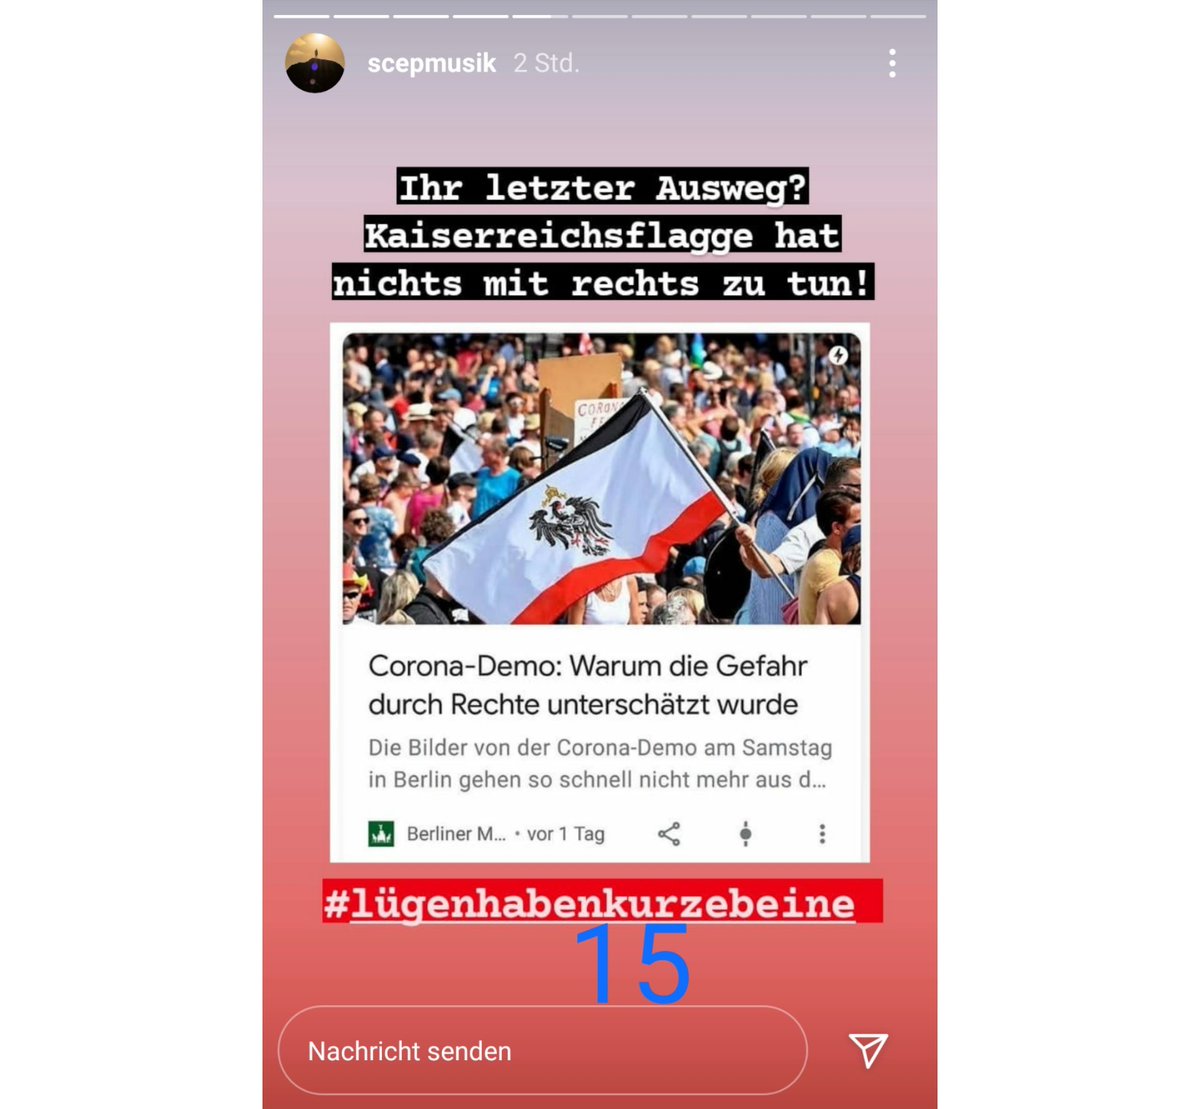 scepmusik 2 Std.
Ihr letzter Ausweg?
Kaiserreichsflagge hat
nichts mit rechts zu tun!
CORONA
Corona-Demo: Warum die Gefahr
durch Rechte unterschätzt wurde
Die Bilder von der Corona-Demo am Samstag
in Berlin gehen so schnell nicht mehr aus d...
Berliner M... • vor 1 Tag
#lügenhabenkurzebeine
15
Nachricht senden